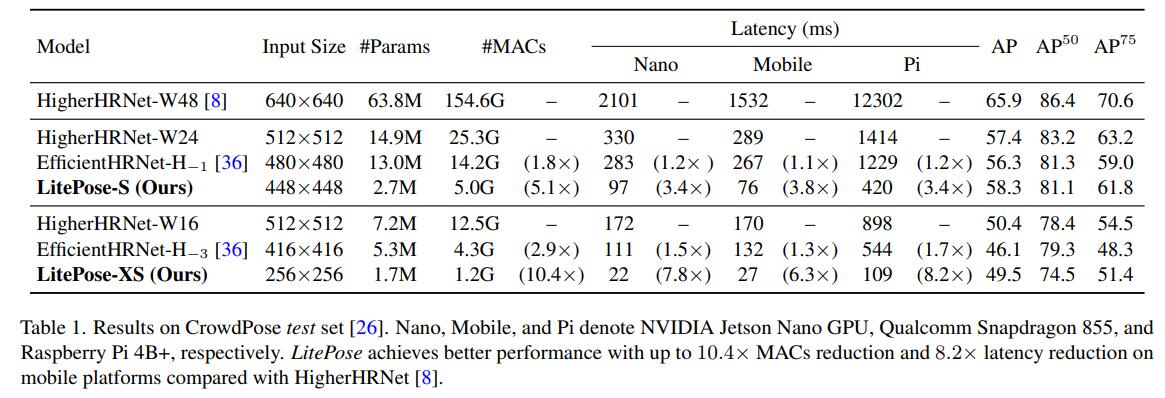 Model Input Size #Params #MACs Latency (ms) AP AP⁵⁰ AP⁷⁵
Nano Mobile Pi
HigherHRNet-W48 [8] 640×640 63.8M 154.6G – 2101 – 1532 – 12302 – 65.9 86.4 70.6
HigherHRNet-W24 512×512 14.9M 25.3G – 330 – 289 – 1414 – 57.4 83.2 63.2
EfficientHRNet-H₋₁ [36] 480×480 13.0M 14.2G (1.8×) 283 (1.2× ) 267 (1.1×) 1229 (1.2×) 56.3 81.3 59.0
LitePose-S (Ours) 448×448 2.7M 5.0G (5.1×) 97 (3.4×) 76 (3.8×) 420 (3.4×) 58.3 81.1 61.8
HigherHRNet-W16 512×512 7.2M 12.5G – 172 – 170 – 898 – 50.4 78.4 54.5
EfficientHRNet-H₋₃ [36] 416×416 5.3M 4.3G (2.9×) 111 (1.5×) 132 (1.3×) 544 (1.7×) 46.1 79.3 48.3
LitePose-XS (Ours) 256×256 1.7M 1.2G (10.4×) 22 (7.8×) 27 (6.3×) 109 (8.2×) 49.5 74.5 51.4
Table 1. Results on CrowdPose test set [26]. Nano, Mobile, and Pi denote NVIDIA Jetson Nano GPU, Qualcomm Snapdragon 855, and
Raspberry Pi 4B+, respectively. LitePose achieves better performance with up to 10.4× MACs reduction and 8.2× latency reduction on
mobile platforms compared with HigherHRNet [8].